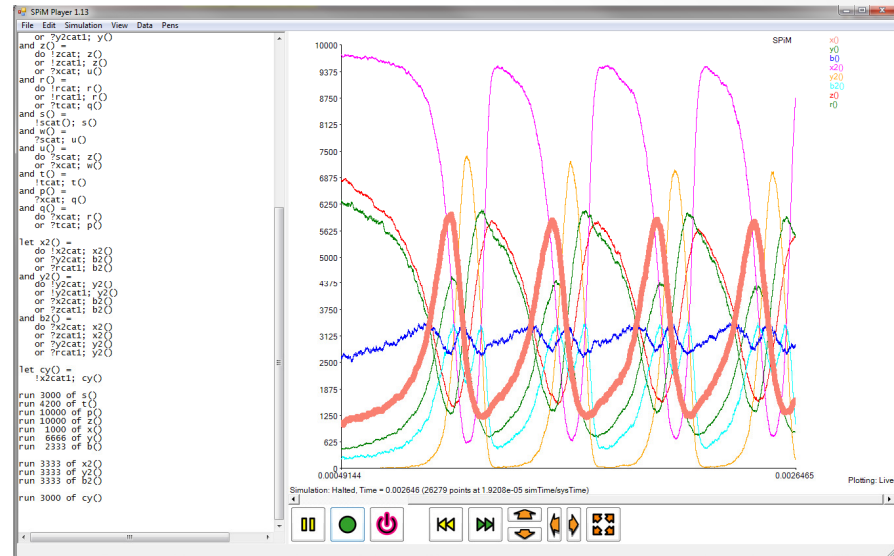 SPiM Player 1.13
File Edit Simulation View Data Pens
or ?y2cat1; y()
and z() =
do !zcat; z()
or !zcat1; z()
or ?xcat; u()
and r() =
do !rcat; r()
or !rcat1; r()
or ?tcat; q()
and s() =
!scat(); s()
and w() =
?scat; u()
and u() =
do ?scat; z()
or ?xcat; w()
and t() =
!tcat; t()
and p() =
?xcat; q()
and q() =
do ?xcat; r()
or ?tcat; p()
let x2() =
do !x2cat; x2()
or ?y2cat; b2()
or ?rcat1; b2()
and y2() =
do !y2cat; y2()
or !y2cat1; y2()
or ?x2cat; b2()
or ?zcat1; b2()
and b2() =
do ?x2cat; x2()
or ?zcat1; x2()
or ?y2cat; y2()
or ?rcat1; y2()
let cy() =
!x2cat1; cy()
run 3000 of s()
run 4200 of t()
run 10000 of p()
run 10000 of z()
run 1000 of x()
run 6666 of y()
run 2333 of b()
run 3333 of x2()
run 3333 of y2()
run 3333 of b2()
run 3000 of cy()
10000
9375
8750
8125
7500
6875
6250
5625
5000
4375
3750
3125
2500
1875
1250
625
0
0.00049144
0.0026465
SPiM
x()
y()
b()
x2()
y2()
b2()
z()
r()
Plotting: Live
Simulation: Halted, Time = 0.002646 (26279 points at 1.9208e-05 simTime/sysTime)